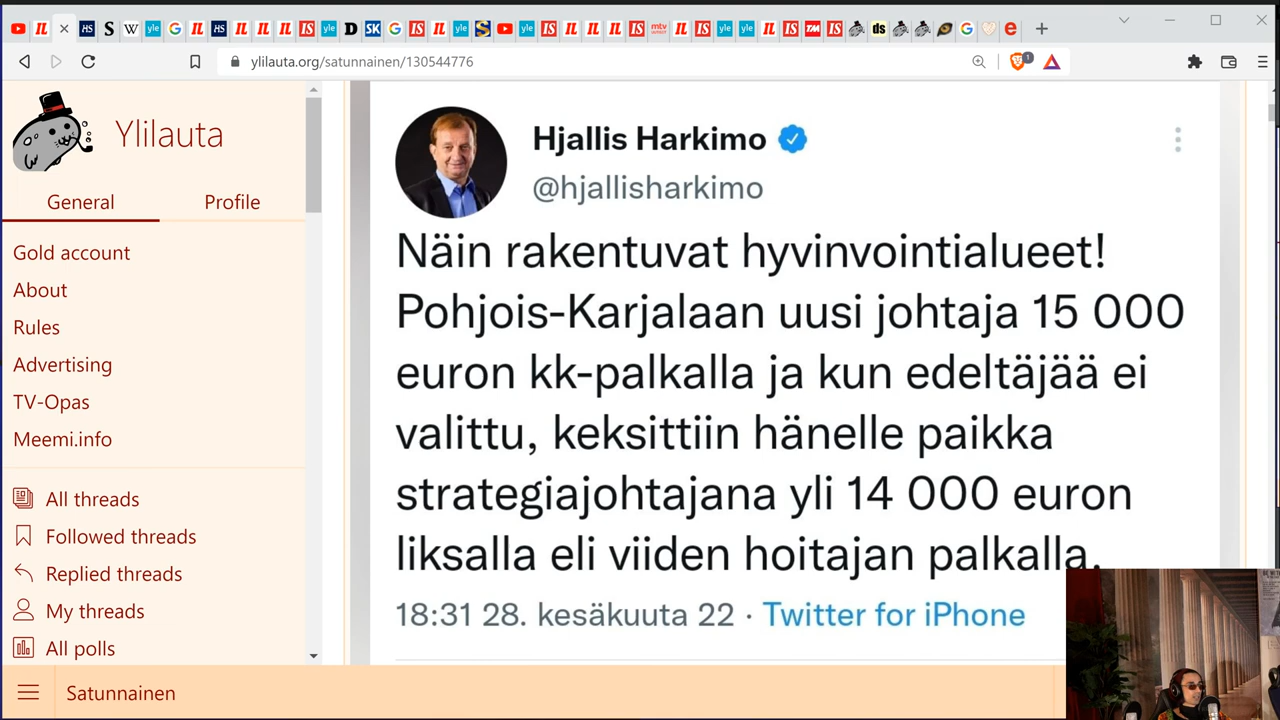 ylilauta.org/satunnainen/130544776
Ylilauta
General Profile
Gold account
About
Rules
Advertising
TV-Opas
Meemi.info
All threads
Followed threads
Replied threads
My threads
All polls
Satunnainen
Hjallis Harkimo
@hjallisharkimo
Näin rakentuvat hyvinvointialueet!
Pohjois-Karjalaan uusi johtaja 15 000
euron kk-palkalla ja kun edeltäjää ei
valittu, keksittiin hänelle paikka
strategiajohtajana yli 14 000 euron
liksalla eli viiden hoitajan palkalla.
18:31 28. kesäkuuta 22 · Twitter for iPhone